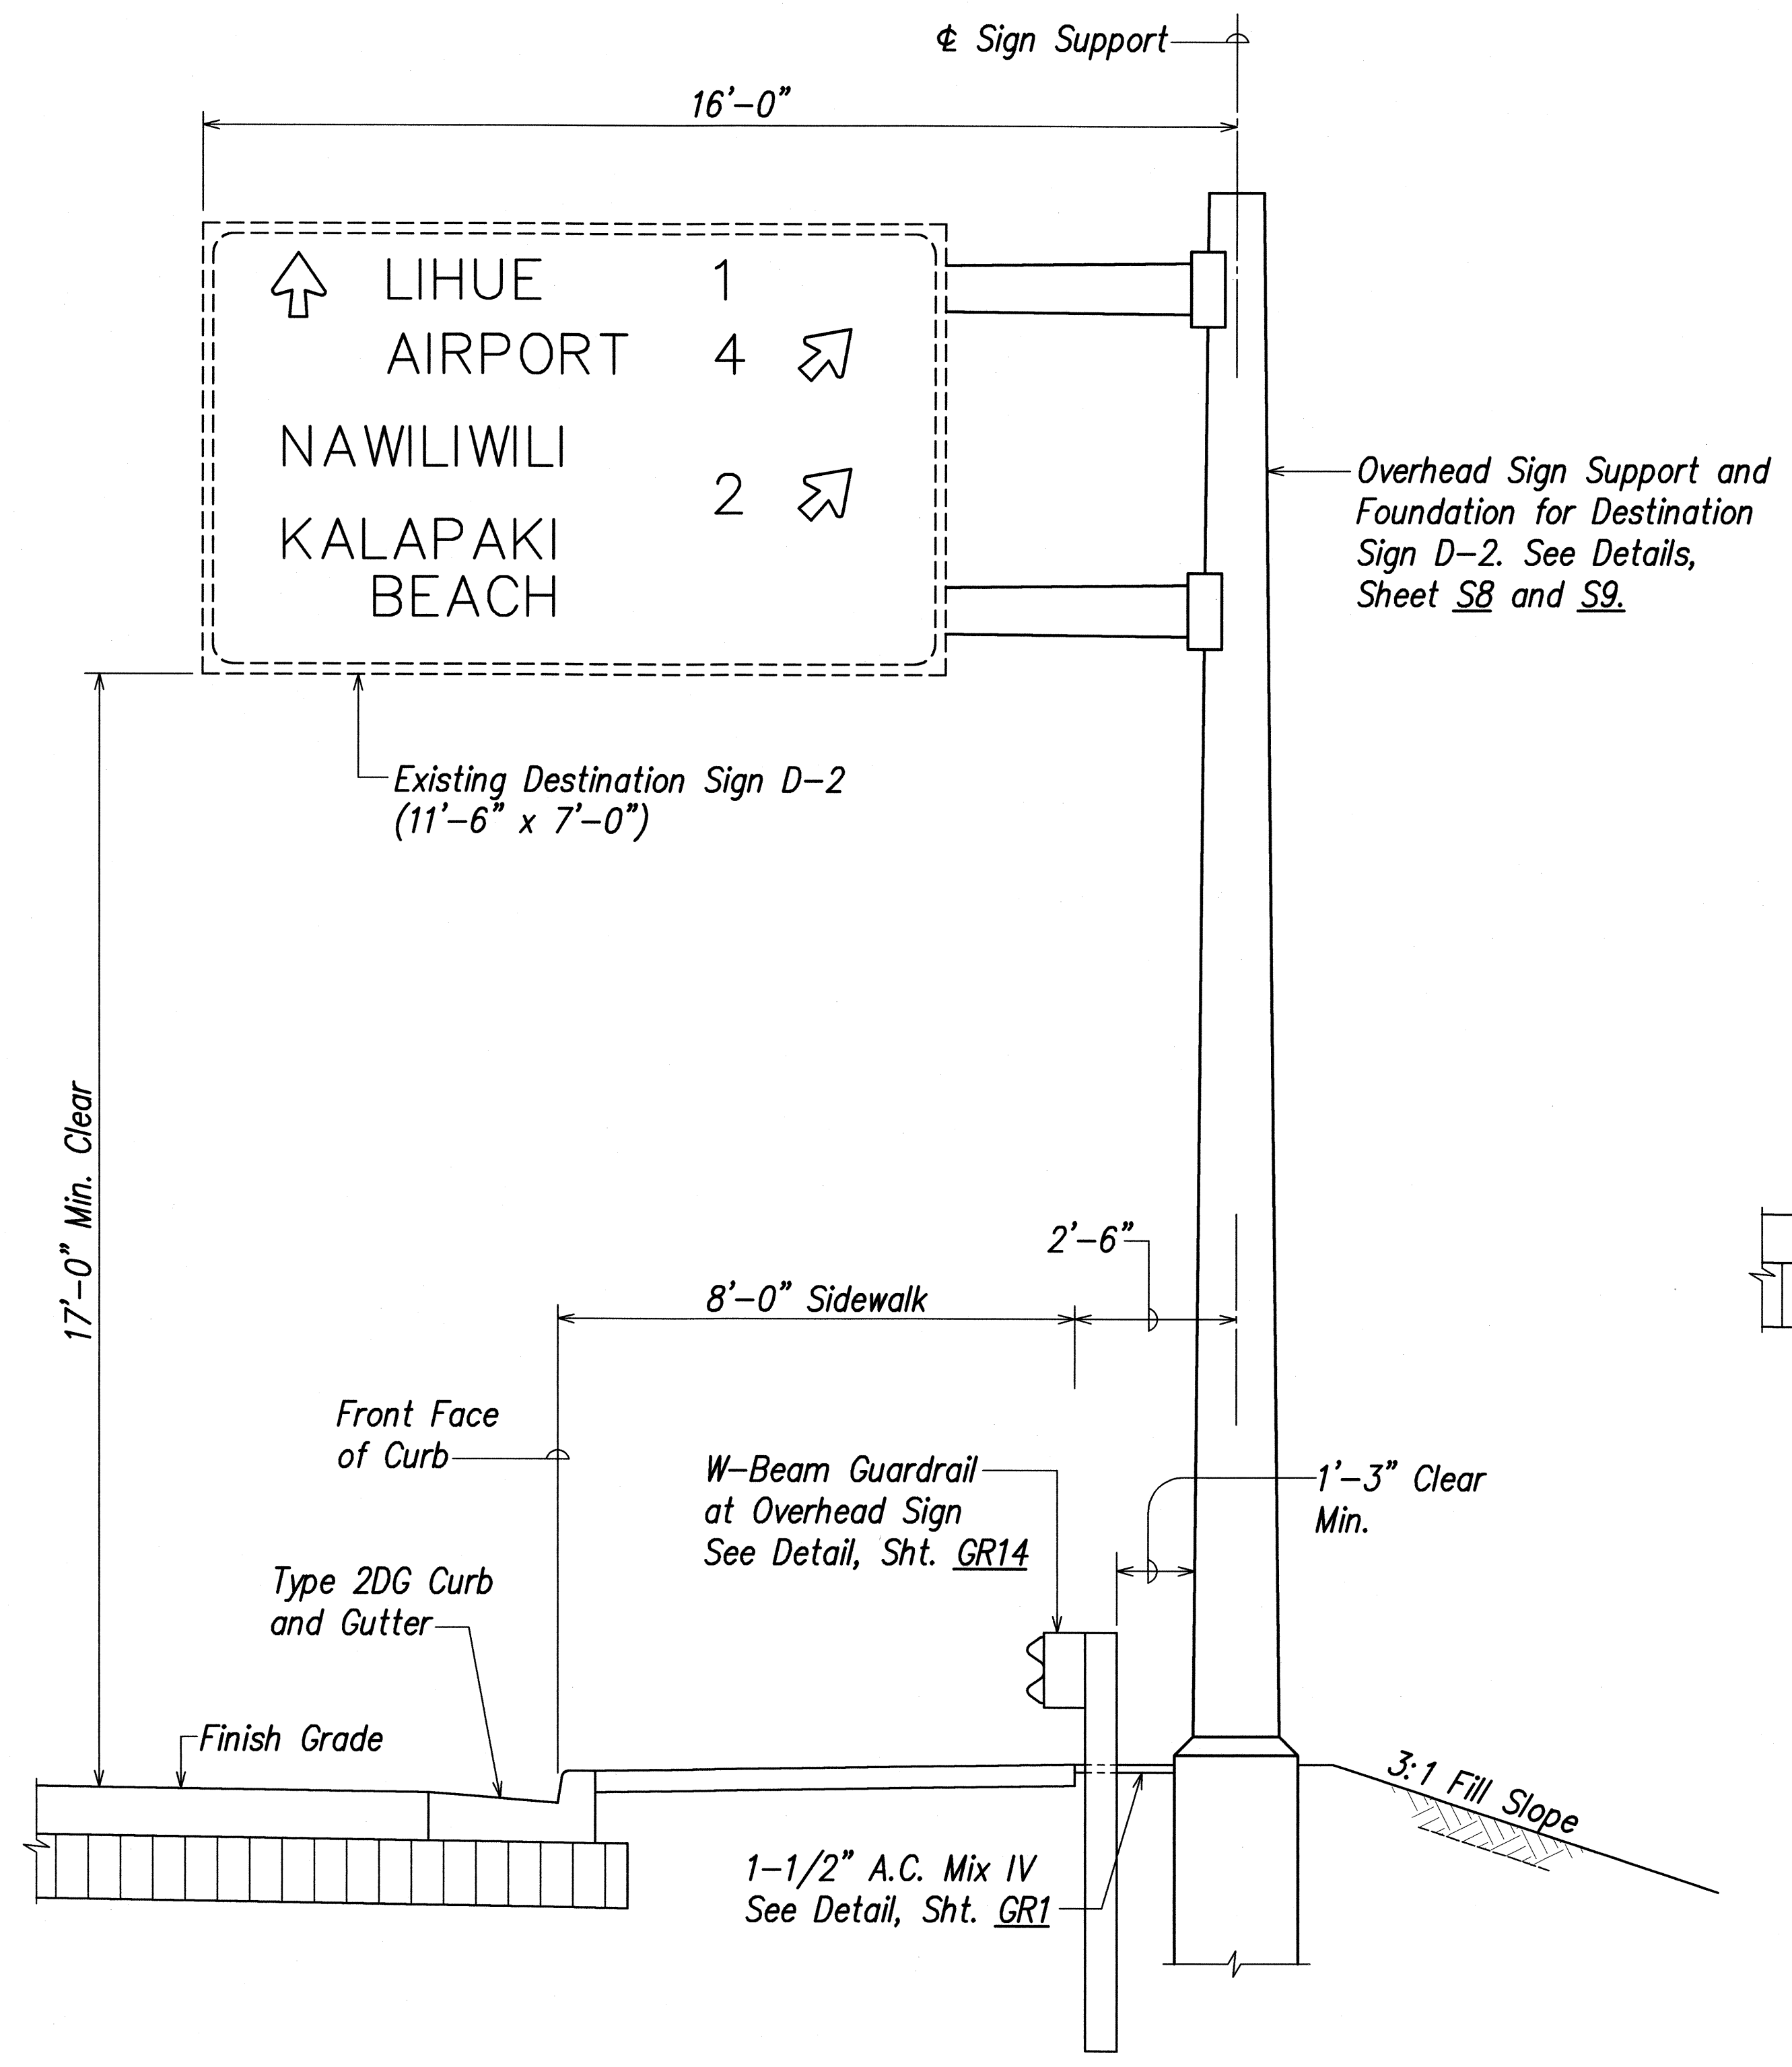 ℄ Sign Support
16'-0"
LIHUE 1
AIRPORT 4
NAWILIWILI
2
KALAPAKI
BEACH
Overhead Sign Support and
Foundation for Destination
Sign D-2. See Details,
Sheet S8 and S9.
Existing Destination Sign D-2
(11'-6" x 7'-0")
17'-0" Min. Clear
2'-6"
8'-0" Sidewalk
Front Face
of Curb
W-Beam Guardrail
at Overhead Sign
See Detail, Sht. GR14
1'-3" Clear
Min.
Type 2DG Curb
and Gutter
Finish Grade
3:1 Fill Slope
1-1/2" A.C. Mix IV
See Detail, Sht. GR1